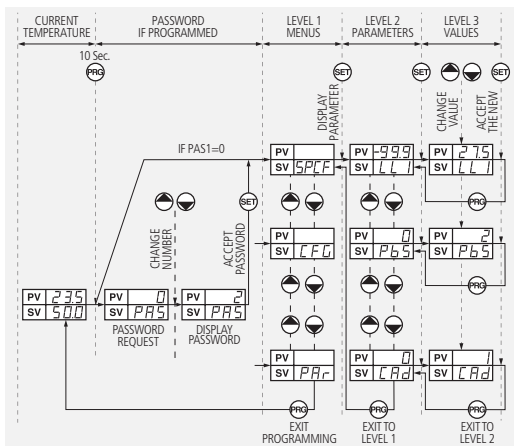 CURRENT TEMPERATURE
PASSWORD IF PROGRAMMED
LEVEL 1 MENUS
LEVEL 2 PARAMETERS
LEVEL 3 VALUES
10 Sec.
PRG
SET
SET
SET
DISPLAY PARAMETER
CHANGE VALUE
ACCEPT THE NEW
IF PAS1=0
PV
SV SPCF
PV -99.9
SV LL1
PV 27.5
SV LL1
CHANGE NUMBER
ACCEPT PASSWORD
SET
PRG
PV
SV CFG
PV 0
SV PbS
PV 2
SV PbS
PRG
PV 23.5
SV 50.0
PV 0
SV PAS
PV 2
SV PAS
PASSWORD REQUEST
DISPLAY PASSWORD
PV
SV PAr
PV 0
SV CAd
PV 1
SV CAd
PRG
PRG
PRG
EXIT PROGRAMMING
EXIT TO LEVEL 1
EXIT TO LEVEL 2